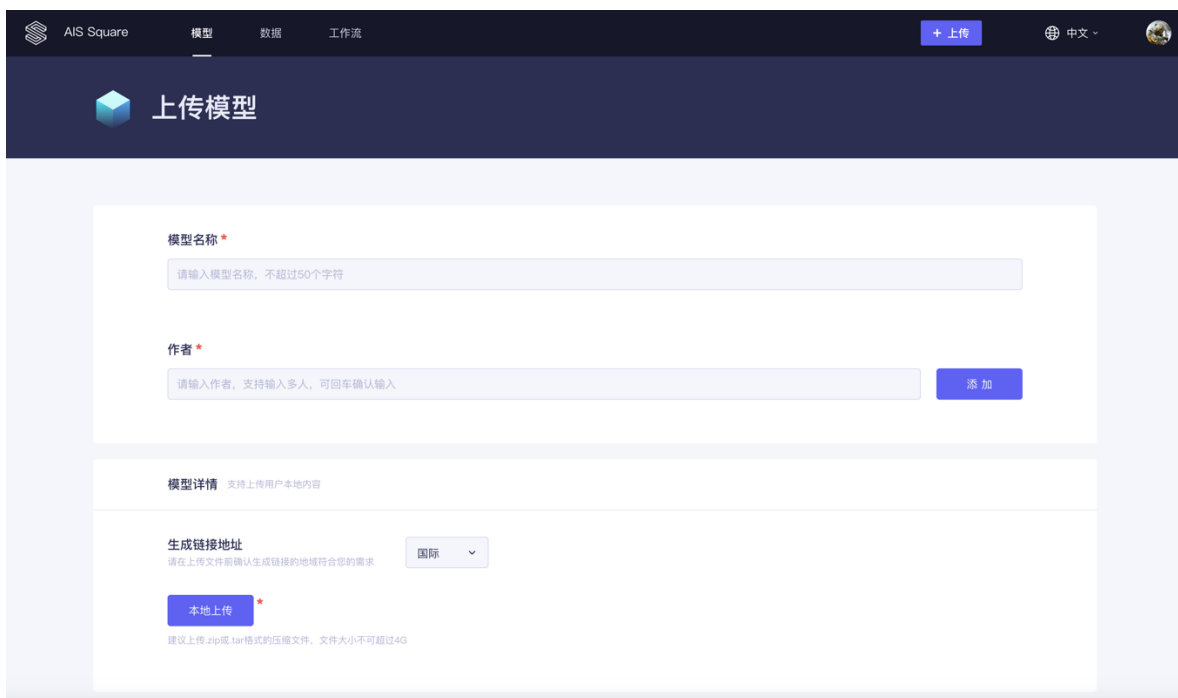 AIS Square 模型 数据 工作流 + 上传 中文
上传模型
模型名称 *
请输入模型名称，不超过50个字符
作者 *
请输入作者，支持输入多人，可回车确认输入 添 加
模型详情 支持上传用户本地内容
生成链接地址
请在上传文件前确认生成链接的地域符合您的需求 国际
本地上传 *
建议上传.zip或.tar格式的压缩文件，文件大小不可超过4G